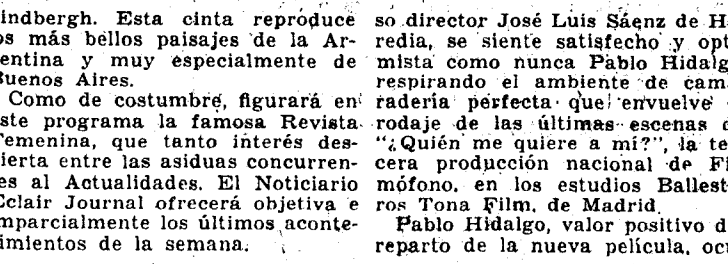 indbergh. Esta cinta reproduce
os más bellos paisajes de la Ar-
entina y muy especialmente de
Buenos Aires.
Como de costumbre, figurará en
ste programa la famosa Revista
emenina, que tanto interés des-
ierta entre las asiduas concurren-
es al Actualidades. El Noticiario
Eclair Journal ofrecerá objetiva e
mparcialmente los últimos aconte-
imientos de la semana.
so director José Luis Sáenz de H
redia, se siente satisfecho y opt
mista como nunca Pablo Hidalg
respirando el ambiente de cam
radería perfecta que envuelve
rodaje de las últimas escenas d
"¿Quién me quiere a mí?", la te
cera producción nacional de Fi
mófono, en los estudios Ballest
ros Tona Film, de Madrid.
Pablo Hidalgo, valor positivo d
reparto de la nueva película, oc